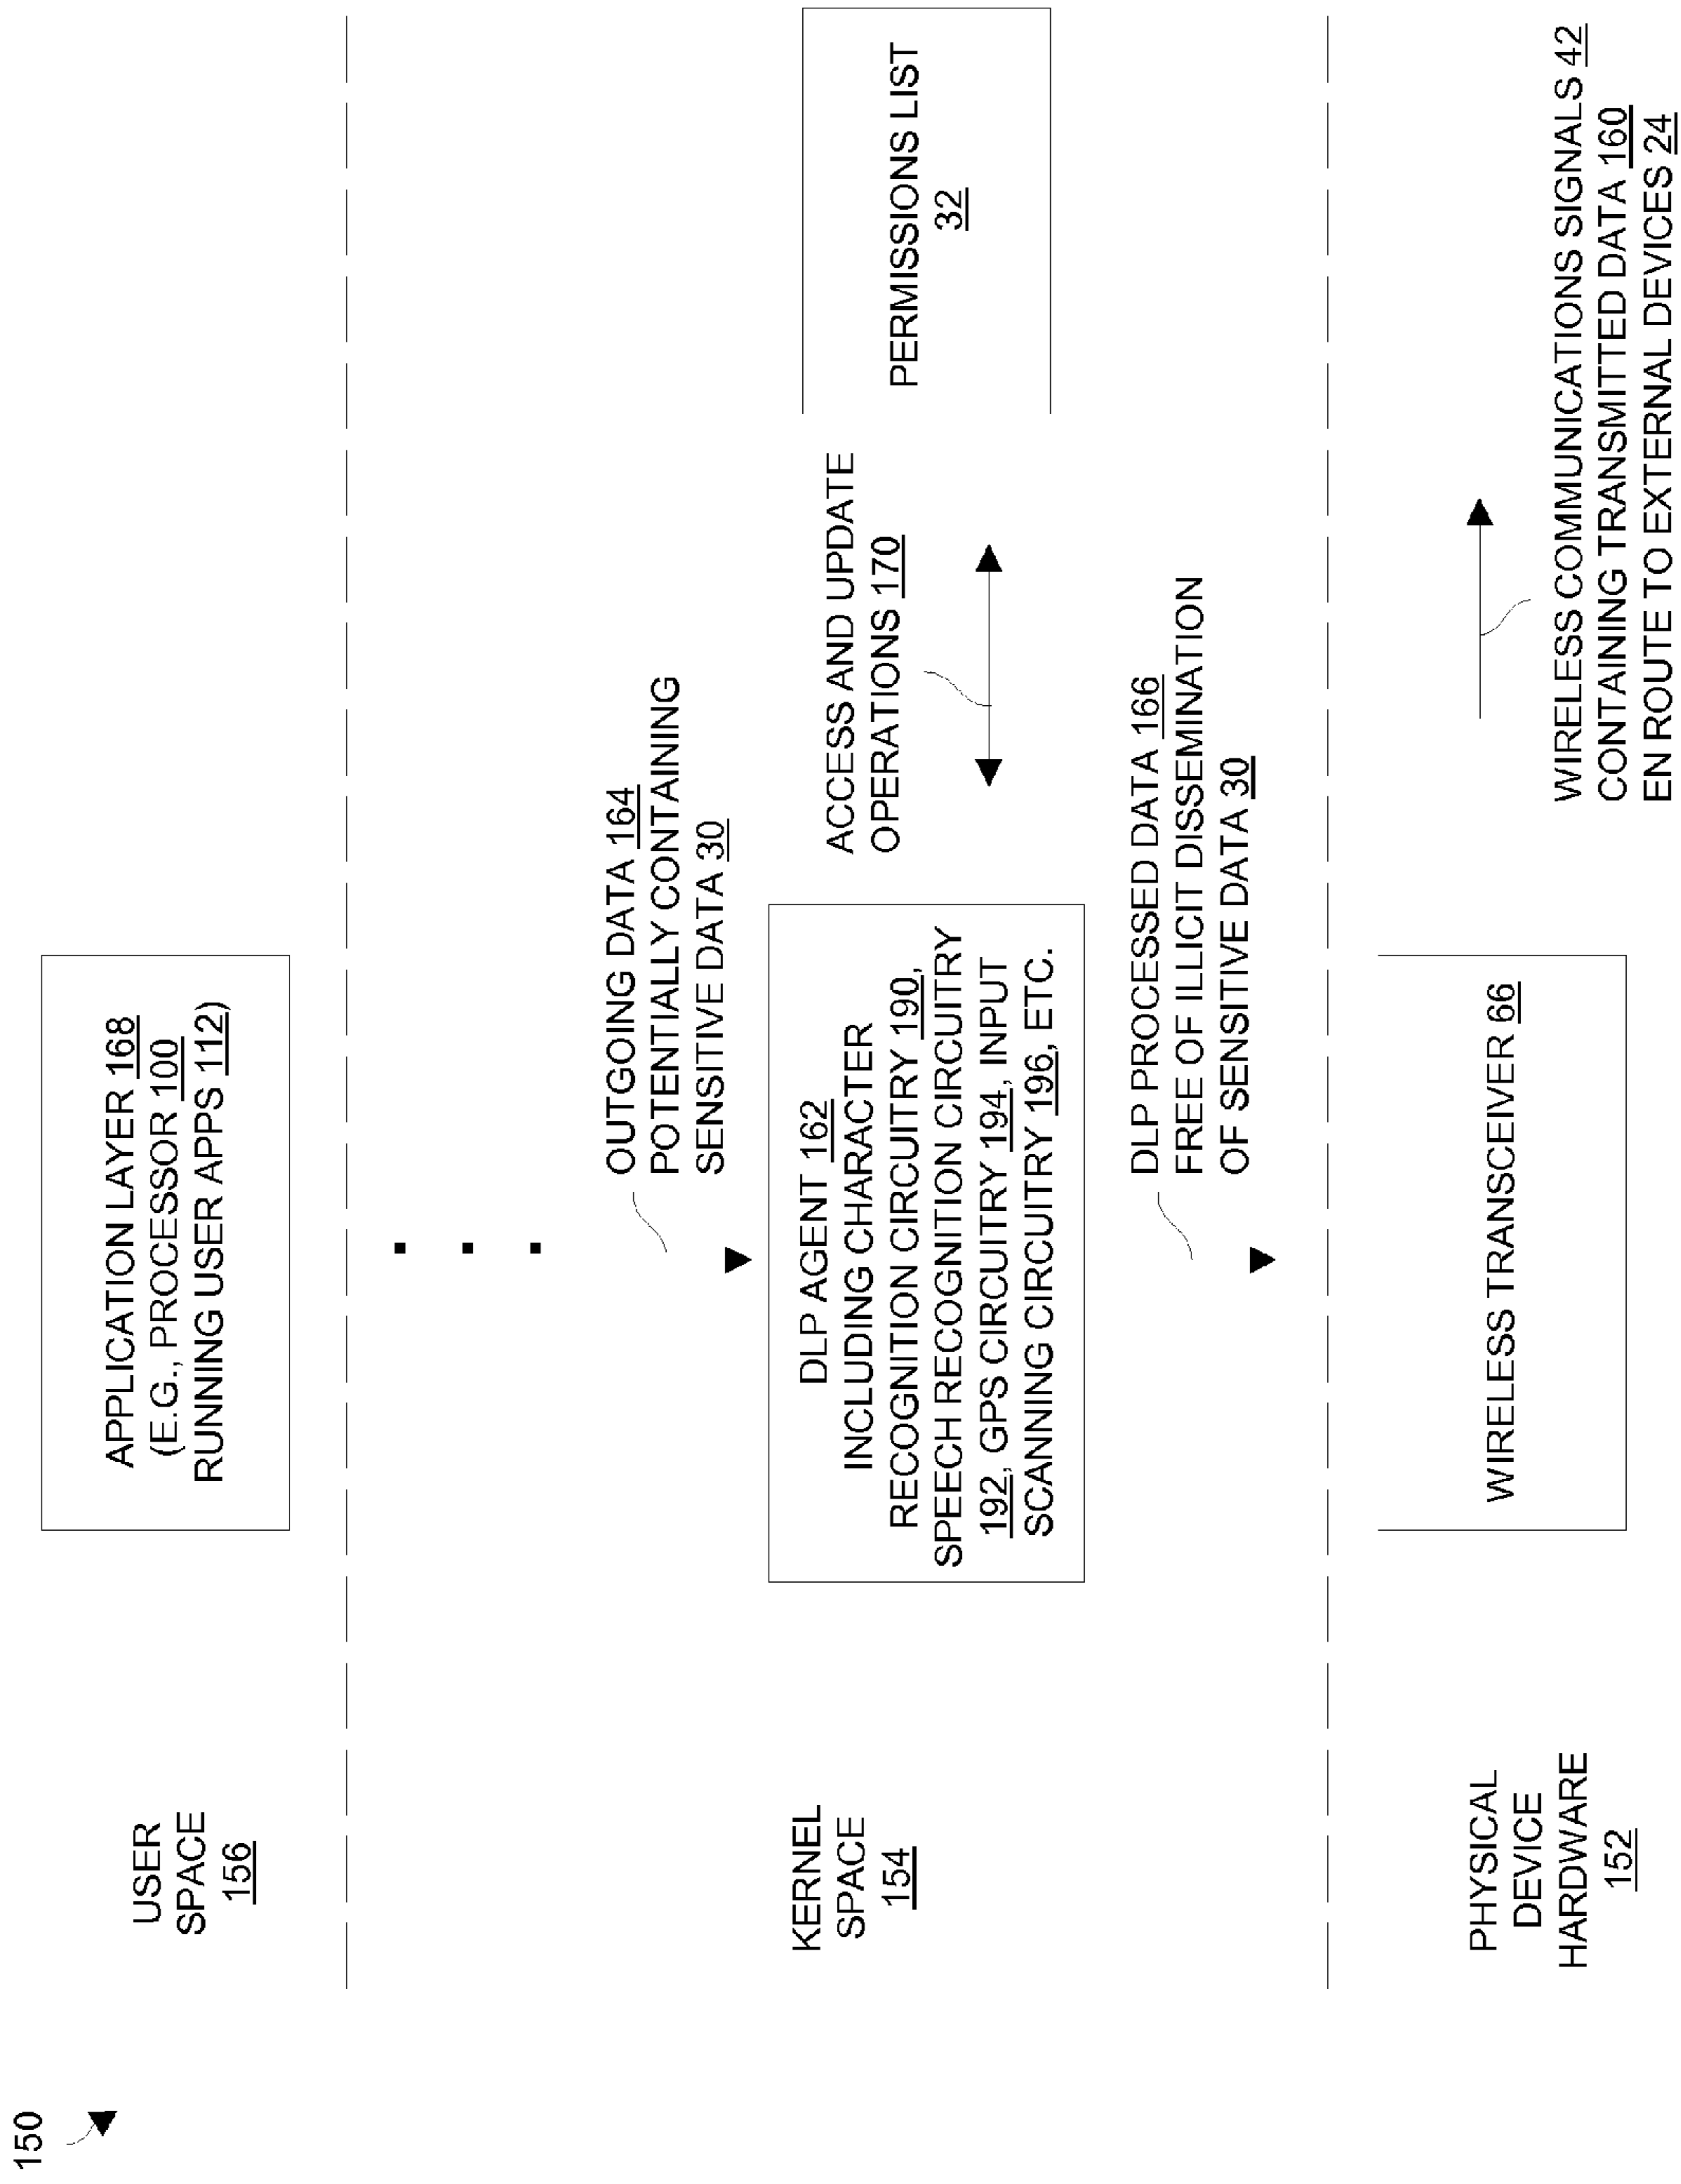 150
USER
SPACE
156
APPLICATION LAYER 168
(E.G., PROCESSOR 100
RUNNING USER APPS 112)
OUTGOING DATA 164
POTENTIALLY CONTAINING
SENSITIVE DATA 30
KERNEL
SPACE
154
DLP AGENT 162
INCLUDING CHARACTER
RECOGNITION CIRCUITRY 190,
SPEECH RECOGNITION CIRCUITRY
192, GPS CIRCUITRY 194, INPUT
SCANNING CIRCUITRY 196, ETC.
ACCESS AND UPDATE
OPERATIONS 170
PERMISSIONS LIST
32
DLP PROCESSED DATA 166
FREE OF ILLICIT DISSEMINATION
OF SENSITIVE DATA 30
PHYSICAL
DEVICE
HARDWARE
152
WIRELESS TRANSCEIVER 66
WIRELESS COMMUNICATIONS SIGNALS 42
CONTAINING TRANSMITTED DATA 160
EN ROUTE TO EXTERNAL DEVICES 24